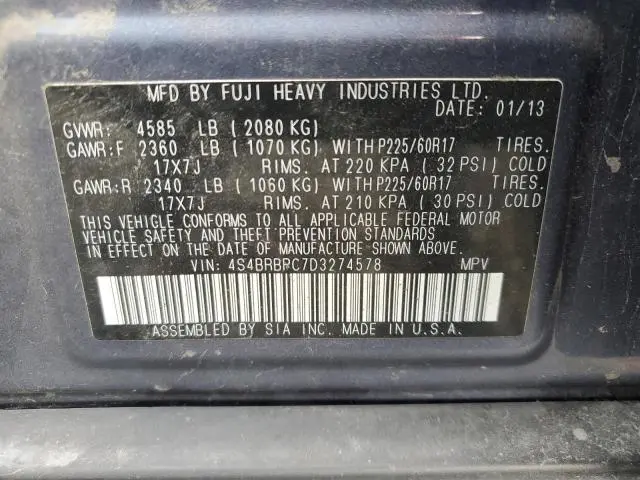 MFD BY FUJI HEAVY INDUSTRIES LTD.
DATE: 01/13
GVWR: 4585 LB ( 2080 KG)
GAWR:F 2360 LB ( 1070 KG) WITH P225/60R17 TIRES.
17X7J RIMS. AT 220 KPA ( 32 PSI) COLD
GAWR:R 2340 LB ( 1060 KG) WITH P225/60R17 TIRES.
17X7J RIMS. AT 210 KPA ( 30 PSI) COLD
THIS VEHICLE CONFORMS TO ALL APPLICABLE FEDERAL MOTOR
VEHICLE SAFETY AND THEFT PREVENTION STANDARDS
IN EFFECT ON THE DATE OF MANUFACTURE SHOWN ABOVE.
VIN: 4S4BRBPC7D3274578 MPV
ASSEMBLED BY SIA INC. MADE IN U.S.A.